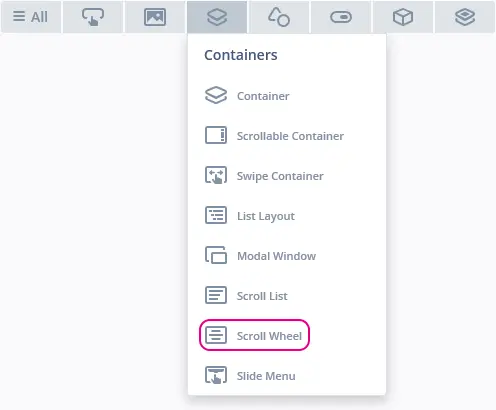 All
Containers
Container
Scrollable Container
Swipe Container
List Layout
Modal Window
Scroll List
Scroll Wheel
Slide Menu